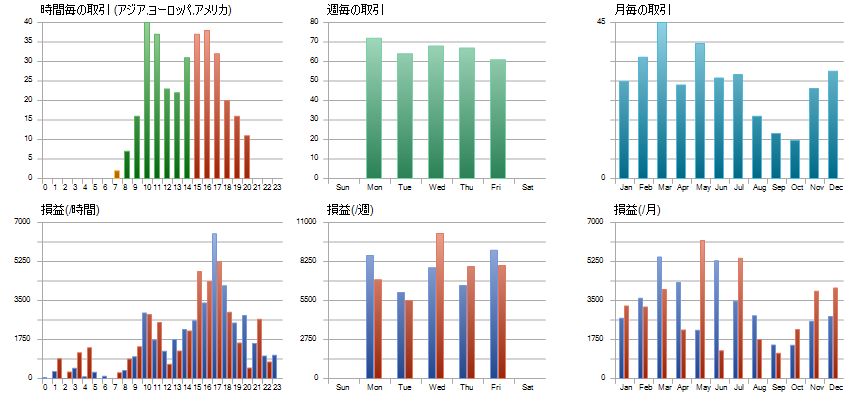 時間毎の取引 (アジア,ヨーロッパ,アメリカ)
40
35
30
25
20
15
10
5
0
0 1 2 3 4 5 6 7 8 9 10 11 12 13 14 15 16 17 18 19 20 21 22 23
週毎の取引
80
70
60
50
40
30
20
10
0
Sun Mon Tue Wed Thu Fri Sat
月毎の取引
45
0
Jan Feb Mar Apr May Jun Jul Aug Sep Oct Nov Dec
損益(/時間)
7000
5250
3500
1750
0
0 1 2 3 4 5 6 7 8 9 10 11 12 13 14 15 16 17 18 19 20 21 22 23
損益(/週)
11000
8250
5500
2750
0
Sun Mon Tue Wed Thu Fri Sat
損益(/月)
7000
5250
3500
1750
0
Jan Feb Mar Apr May Jun Jul Aug Sep Oct Nov Dec